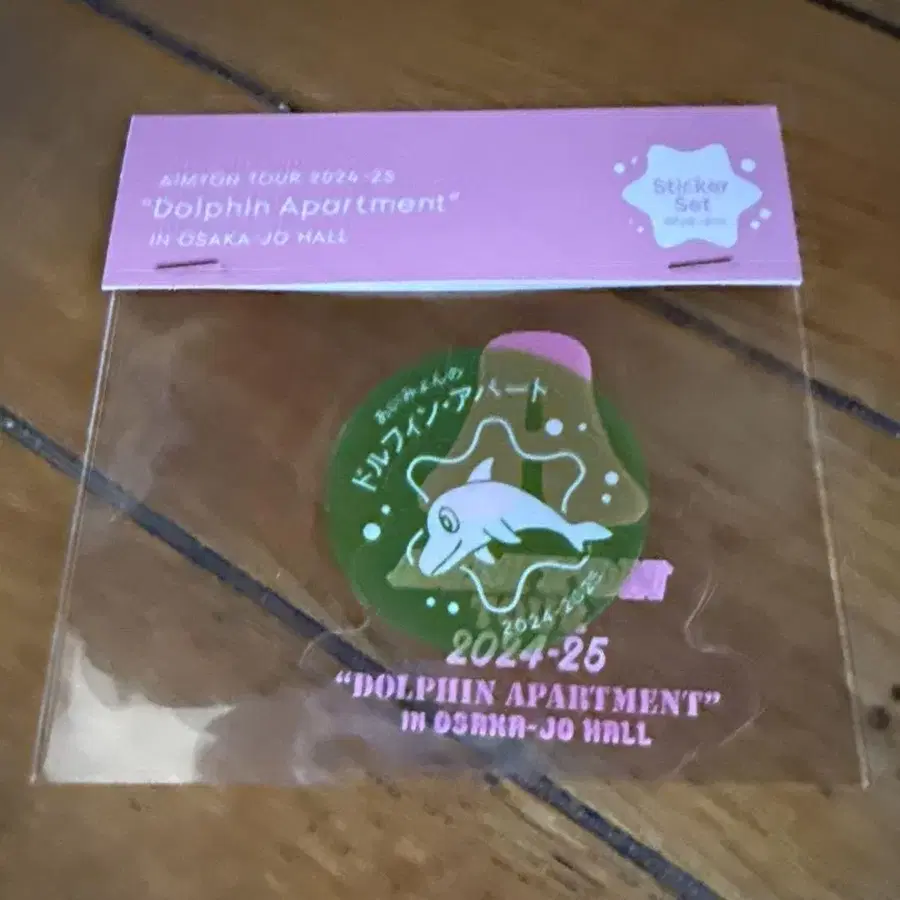 AIMYON TOUR 2024-25
"Dolphin Apartment"
IN OSAKA-JO HALL
Sticker
Set
あいみょんの
ドルフィン・アパート
2024-2025
2024-25
"DOLPHIN APARTMENT"
IN OSAKA-JO HALL